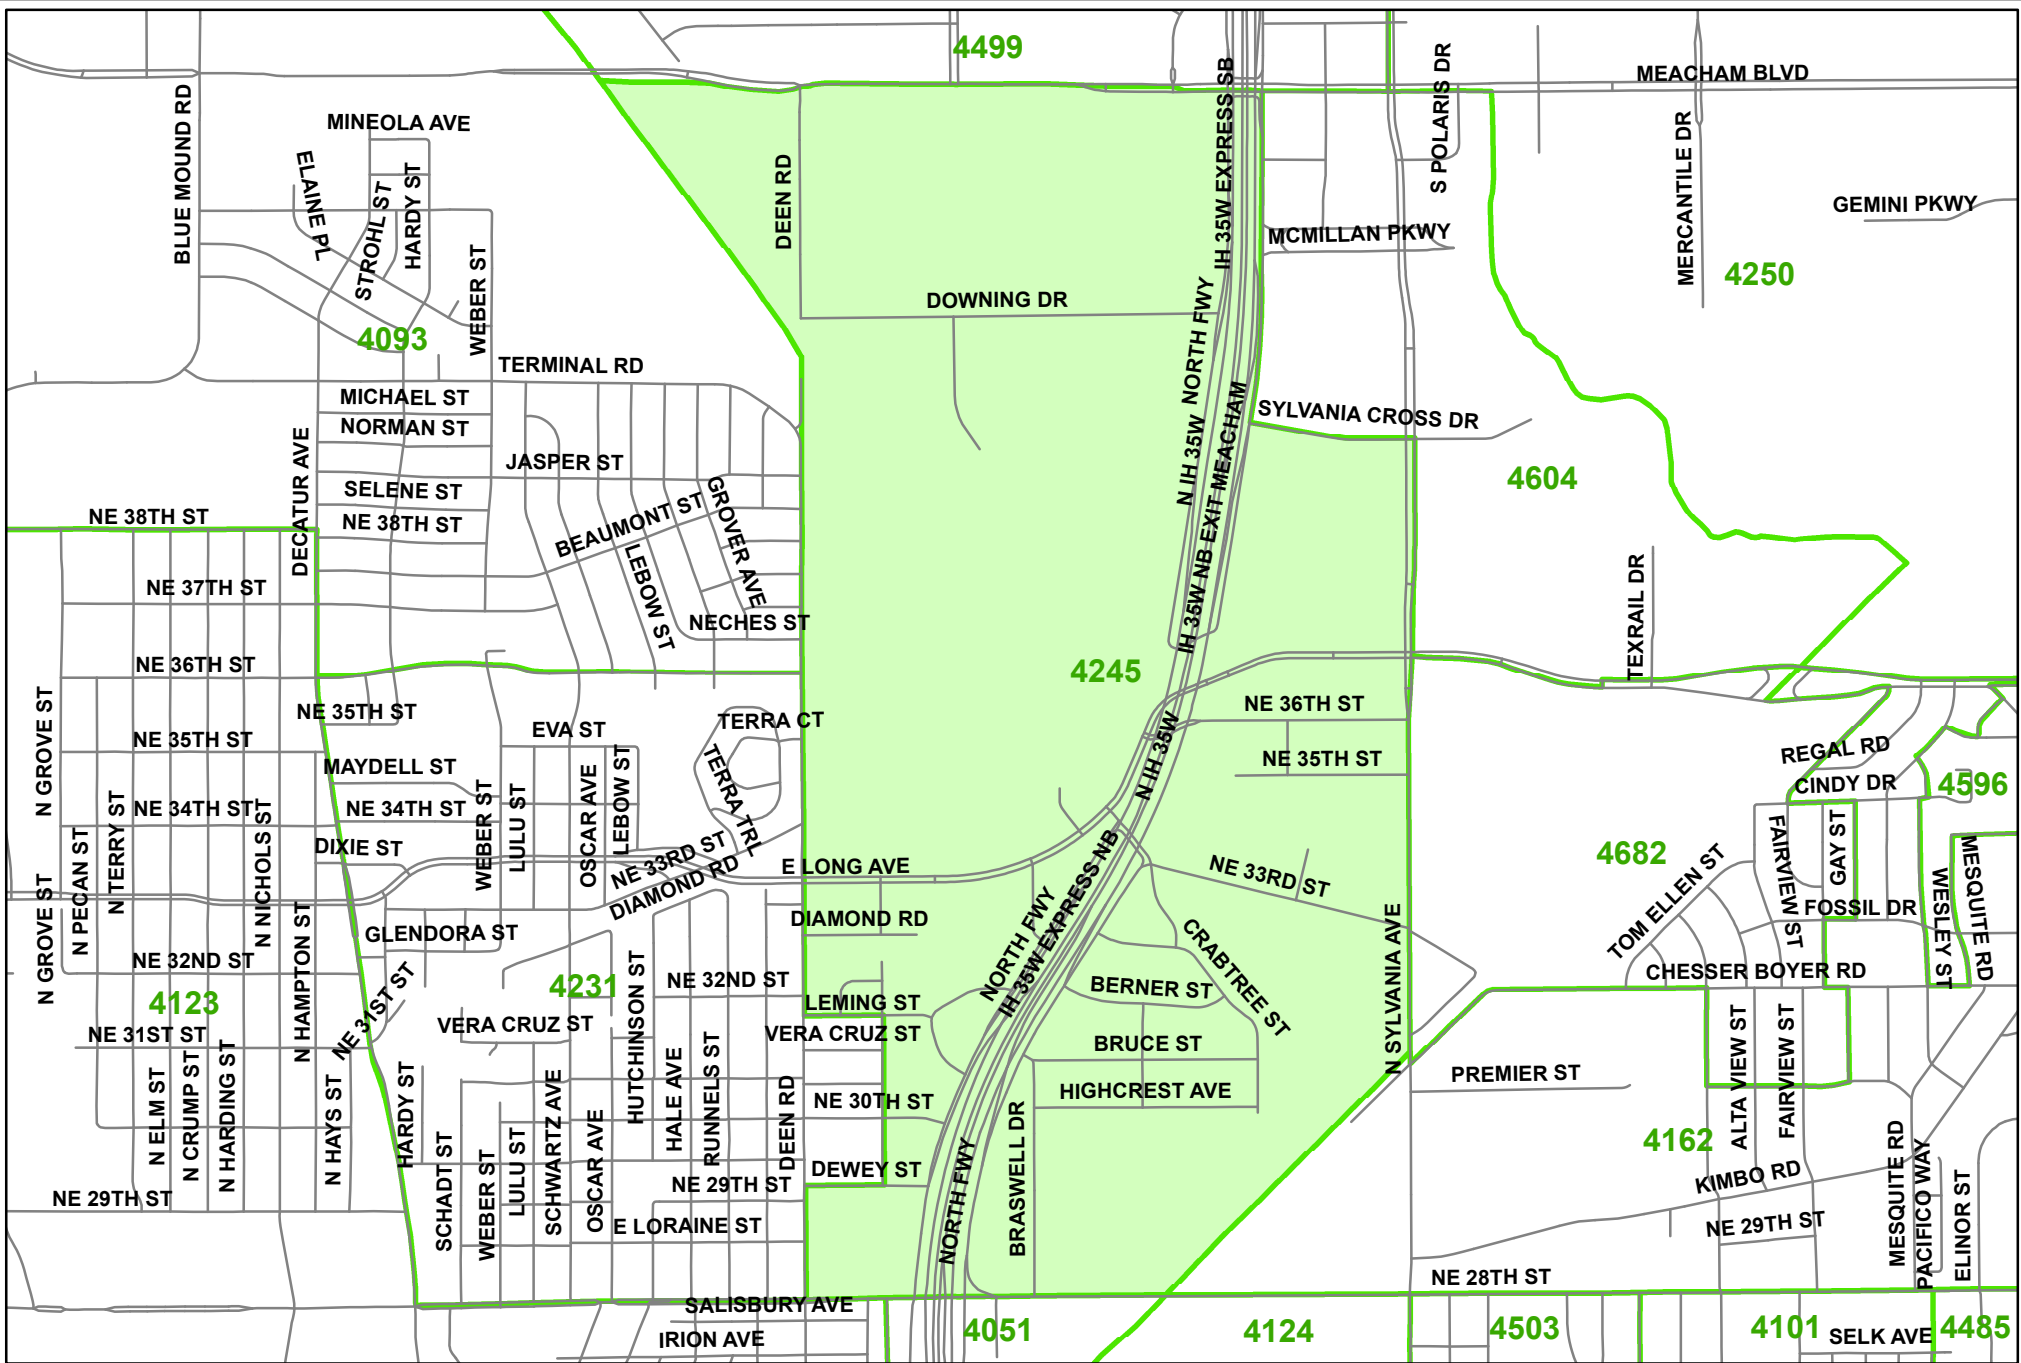 4499
MEACHAM BLVD
BLUE MOUND RD
MINEOLA AVE
ELAINE PL
STROHL ST
HARDY ST
WEBER ST
DEEN RD
IH 35W EXPRESS SB
S POLARIS DR
MERCANTILE DR
GEMINI PKWY
MCMILLAN PKWY
4250
DOWNING DR
4093
N IH 35W NORTH FWY
TERMINAL RD
MICHAEL ST
NORMAN ST
IH 35W NB EXIT MEACHAM
SYLVANIA CROSS DR
DECATUR AVE
JASPER ST
SELENE ST
GROVER AVE
4604
NE 38TH ST
NE 38TH ST
BEAUMONT ST
LEBOW ST
NE 37TH ST
TEXRAIL DR
NECHES ST
NE 36TH ST
4245
N GROVE ST
NE 35TH ST
NE 36TH ST
TERRA CT
EVA ST
NE 35TH ST
N IH 35W
NE 35TH ST
REGAL RD
MAYDELL ST
WEBER ST
LULU ST
OSCAR AVE
LEBOW ST
TERRA TRL
CINDY DR
4596
N PECAN ST
N TERRY ST
NE 34TH ST
N NICHOLS ST
NE 34TH ST
DIXIE ST
NE 33RD ST
DIAMOND RD
E LONG AVE
NE 33RD ST
4682
FAIRVIEW ST
GAY ST
MESQUITE RD
WESLEY ST
TOM ELLEN ST
FOSSIL DR
N GROVE ST
N HAMPTON ST
GLENDORA ST
DIAMOND RD
NORTH FWY
IH 35W EXPRESS NB
CRABTREE ST
N SYLVANIA AVE
NE 32ND ST
NE 31ST ST
4231
HUTCHINSON ST
NE 32ND ST
LEMING ST
BERNER ST
CHESSER BOYER RD
4123
NE 31ST ST
VERA CRUZ ST
VERA CRUZ ST
BRUCE ST
ALTA VIEW ST
FAIRVIEW ST
N ELM ST
N CRUMP ST
N HARDING ST
N HAYS ST
HARDY ST
SCHWARTZ AVE
OSCAR AVE
HALE AVE
RUNNELS ST
DEEN RD
NE 30TH ST
HIGHCREST AVE
PREMIER ST
4162
SCHADT ST
WEBER ST
LULU ST
DEWEY ST
NORTH FWY
BRASWELL DR
KIMBO RD
MESQUITE RD
PACIFICO WAY
ELINOR ST
NE 29TH ST
NE 29TH ST
E LORAINE ST
NE 29TH ST
NE 28TH ST
SALISBURY AVE
IRION AVE
4051
4124
4503
4101
SELK AVE
4485